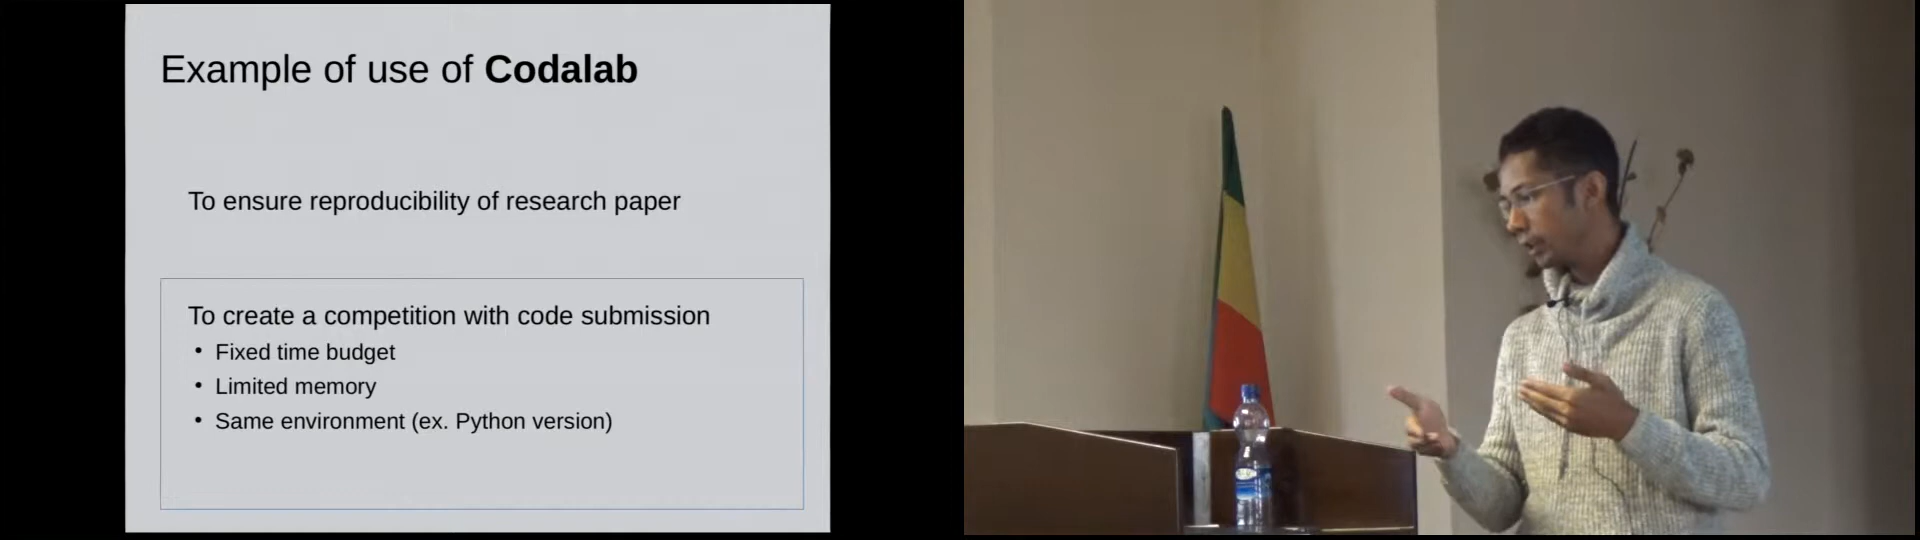 Example of use of Codalab
To ensure reproducibility of research paper
To create a competition with code submission
• Fixed time budget
• Limited memory
• Same environment (ex. Python version)